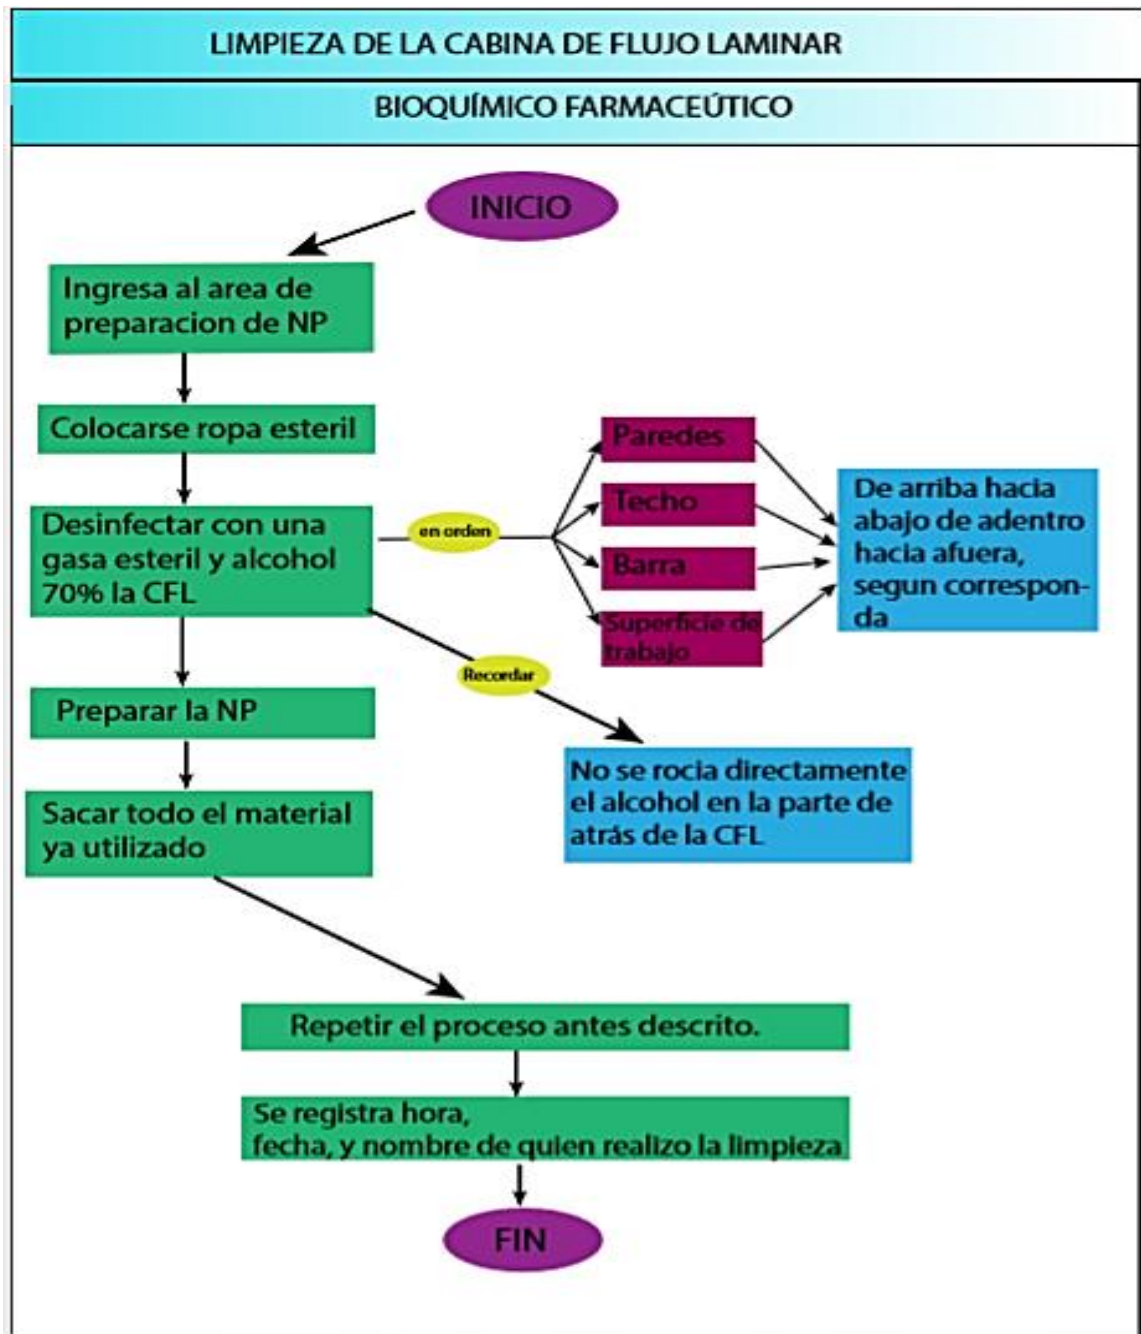 LIMPIEZA DE LA CABINA DE FLUJO LAMINAR
BIOQUÍMICO FARMACEÚTICO
INICIO
Ingresa al area de
preparacion de NP
Colocarse ropa esteril
Desinfectar con una
gasa esteril y alcohol
70% la CFL
en orden
Paredes
Techo
Barra
Superficie de
trabajo
De arriba hacia
abajo de adentro
hacia afuera,
segun correspon-
da
Recordar
No se rocia directamente
el alcohol en la parte de
atrás de la CFL
Preparar la NP
Sacar todo el material
ya utilizado
Repetir el proceso antes descrito.
Se registra hora,
fecha, y nombre de quien realizo la limpieza
FIN